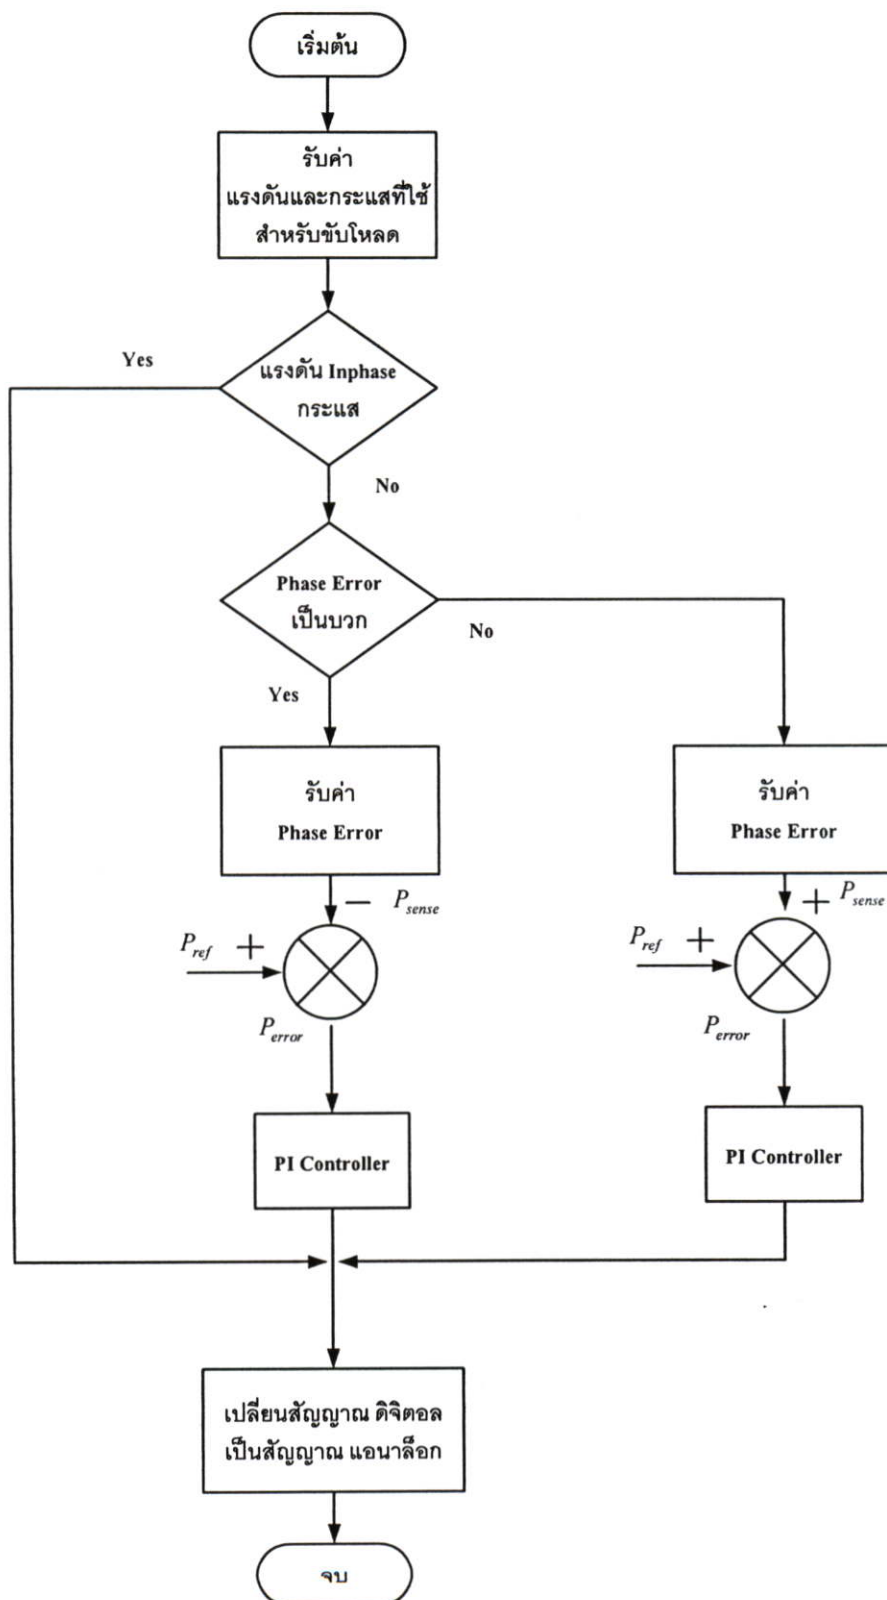 เริ่มต้น
รับค่า
แรงดันและกระแสที่ใช้
สำหรับขับโหลด
Yes
แรงดัน Inphase
กระแส
No
Phase Error
เป็นบวก
No
Yes
รับค่า
Phase Error
รับค่า
Phase Error
− P_sense
+ P_sense
P_ref +
P_ref +
P_error
P_error
PI Controller
PI Controller
เปลี่ยนสัญญาณ ดิจิตอล
เป็นสัญญาณ แอนาล็อก
จบ